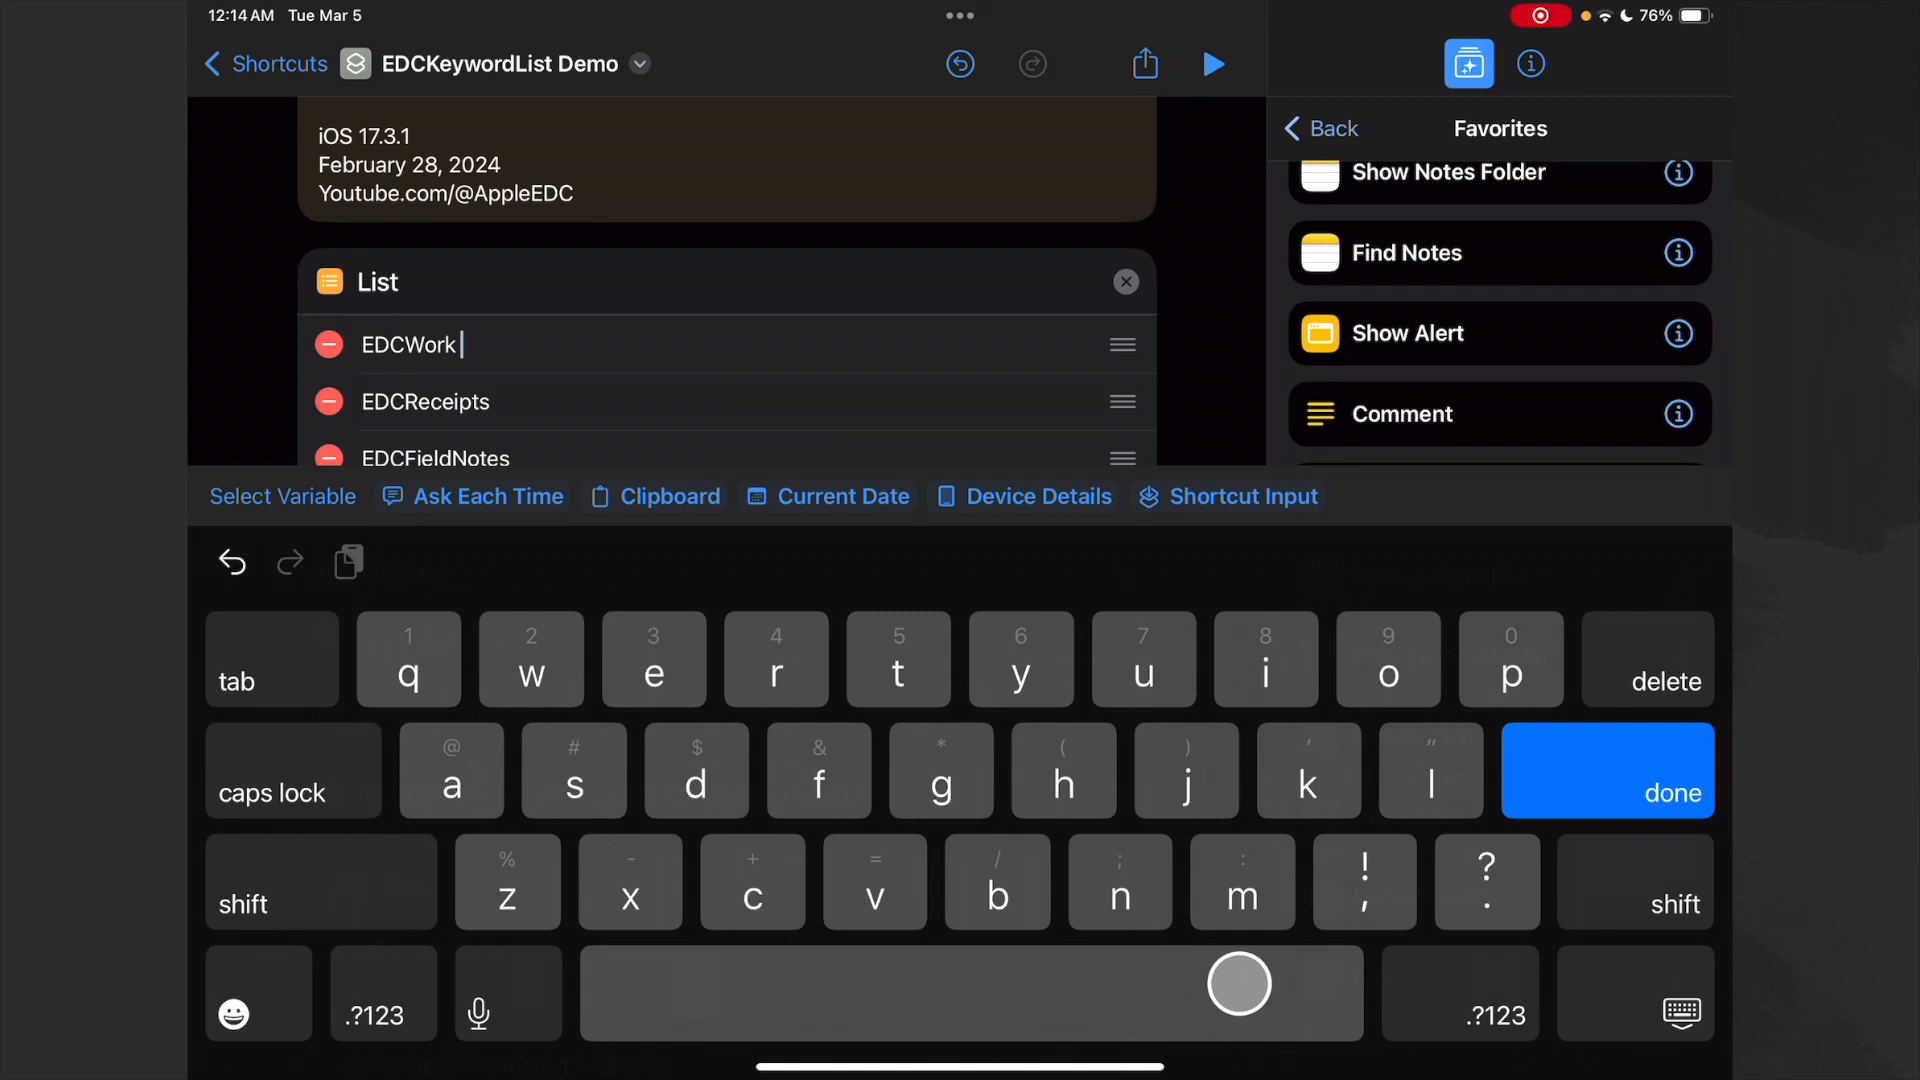 12:14 AM Tue Mar 5
76%
Shortcuts EDCKeywordList Demo
Back Favorites
iOS 17.3.1
February 28, 2024
Youtube.com/@AppleEDC
Show Notes Folder
Find Notes
List
Show Alert
EDCWork
EDCReceipts
Comment
EDCFieldNotes
Select Variable Ask Each Time Clipboard Current Date Device Details Shortcut Input
1 2 3 4 5 6 7 8 9 0
tab q w e r t y u i o p delete
@ # $ & * ( ) ' "
caps lock a s d f g h j k l done
% - + = / ; : ! ?
shift z x c v b n m , . shift
.?123 .?123